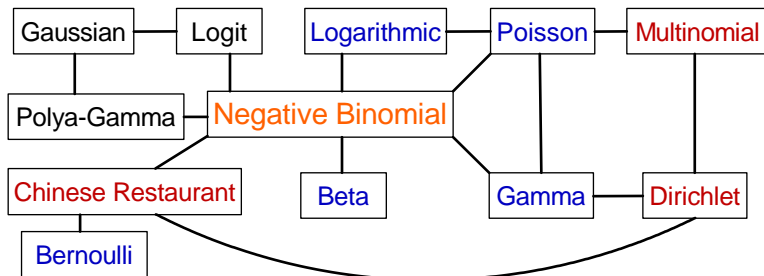 Gaussian
Logit
Logarithmic
Poisson
Multinomial
Polya-Gamma
Negative Binomial
Chinese Restaurant
Beta
Gamma
Dirichlet
Bernoulli